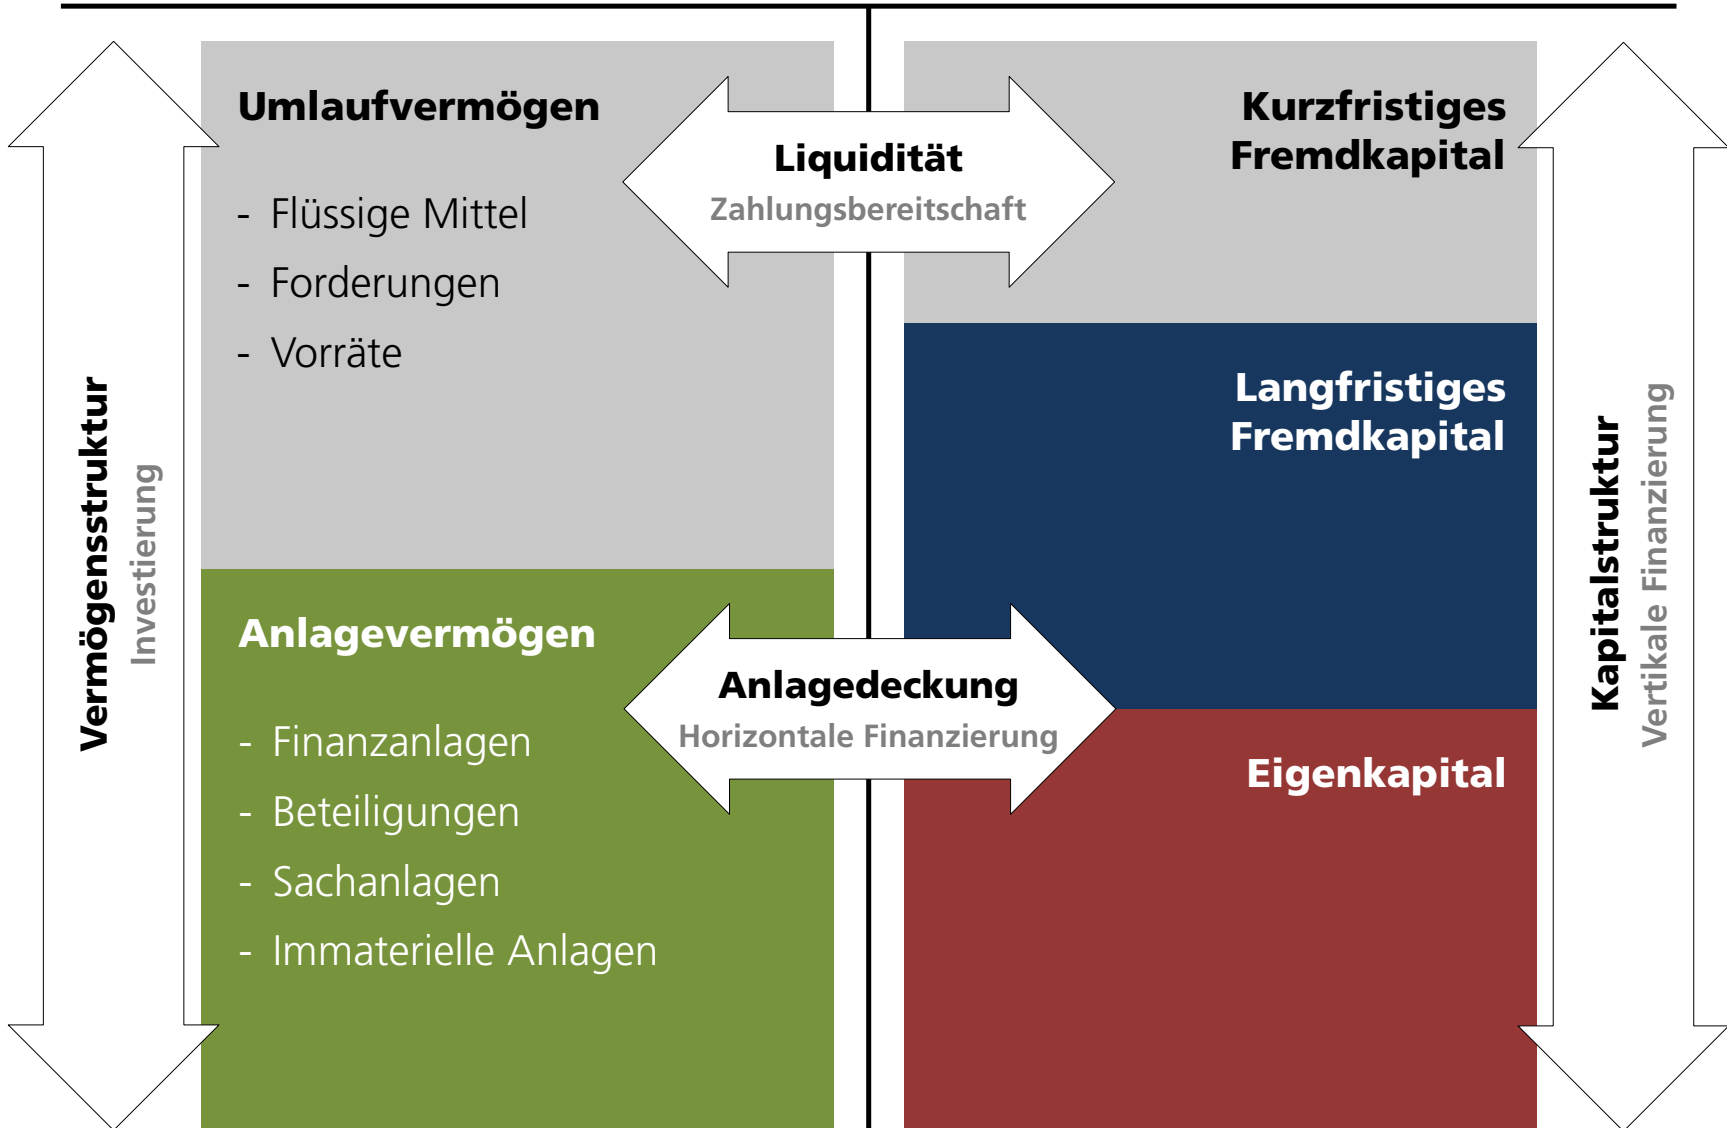 Umlaufvermögen
- Flüssige Mittel
- Forderungen
- Vorräte
Liquidität
Zahlungsbereitschaft
Kurzfristiges
Fremdkapital
Langfristiges
Fremdkapital
Vermögensstruktur
Investierung
Anlagevermögen
- Finanzanlagen
- Beteiligungen
- Sachanlagen
- Immaterielle Anlagen
Anlagedeckung
Horizontale Finanzierung
Eigenkapital
Kapitalstruktur
Vertikale Finanzierung